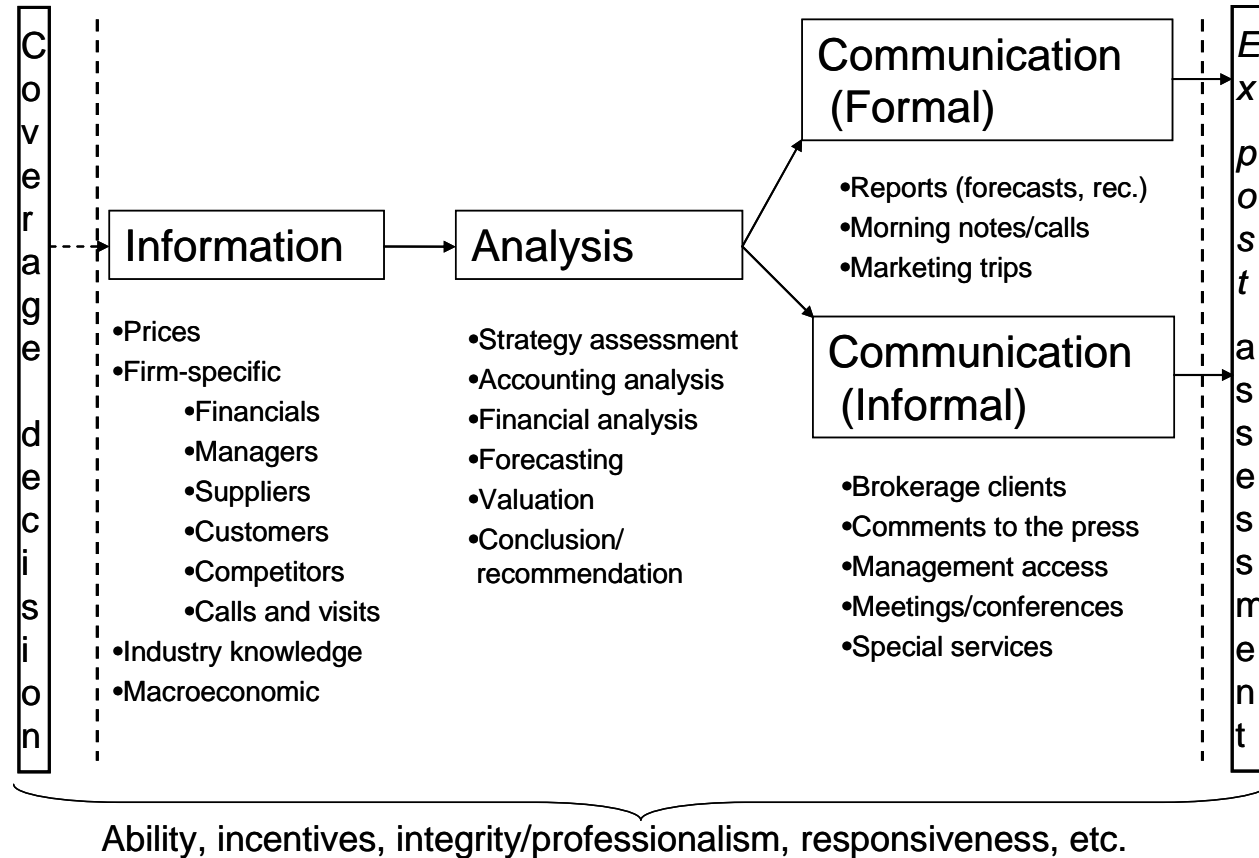 Coverage decision
Information
•Prices
•Firm-specific
•Financials
•Managers
•Suppliers
•Customers
•Competitors
•Calls and visits
•Industry knowledge
•Macroeconomic
Analysis
•Strategy assessment
•Accounting analysis
•Financial analysis
•Forecasting
•Valuation
•Conclusion/
recommendation
Communication
(Formal)
•Reports (forecasts, rec.)
•Morning notes/calls
•Marketing trips
Communication
(Informal)
•Brokerage clients
•Comments to the press
•Management access
•Meetings/conferences
•Special services
Ex post assessment
Ability, incentives, integrity/professionalism, responsiveness, etc.